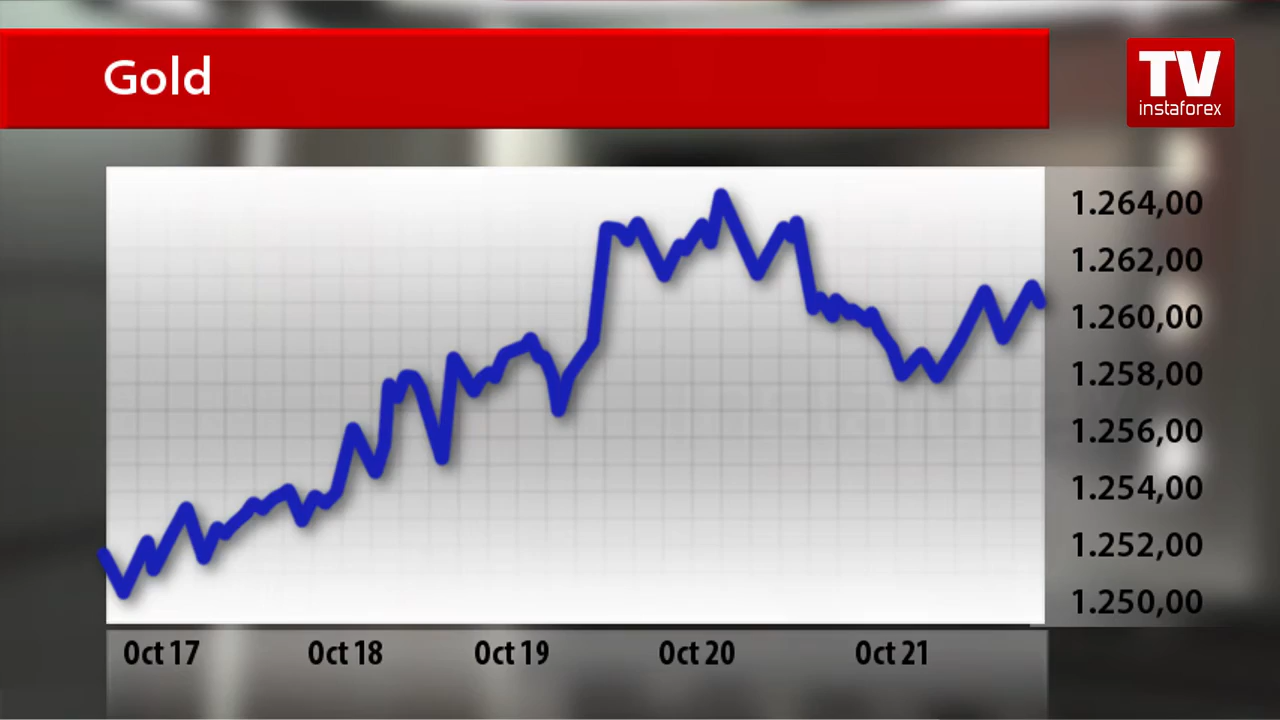 Gold
TV
instaforex
1.264,00
1.262,00
1.260,00
1.258,00
1.256,00
1.254,00
1.252,00
1.250,00
Oct 17 Oct 18 Oct 19 Oct 20 Oct 21